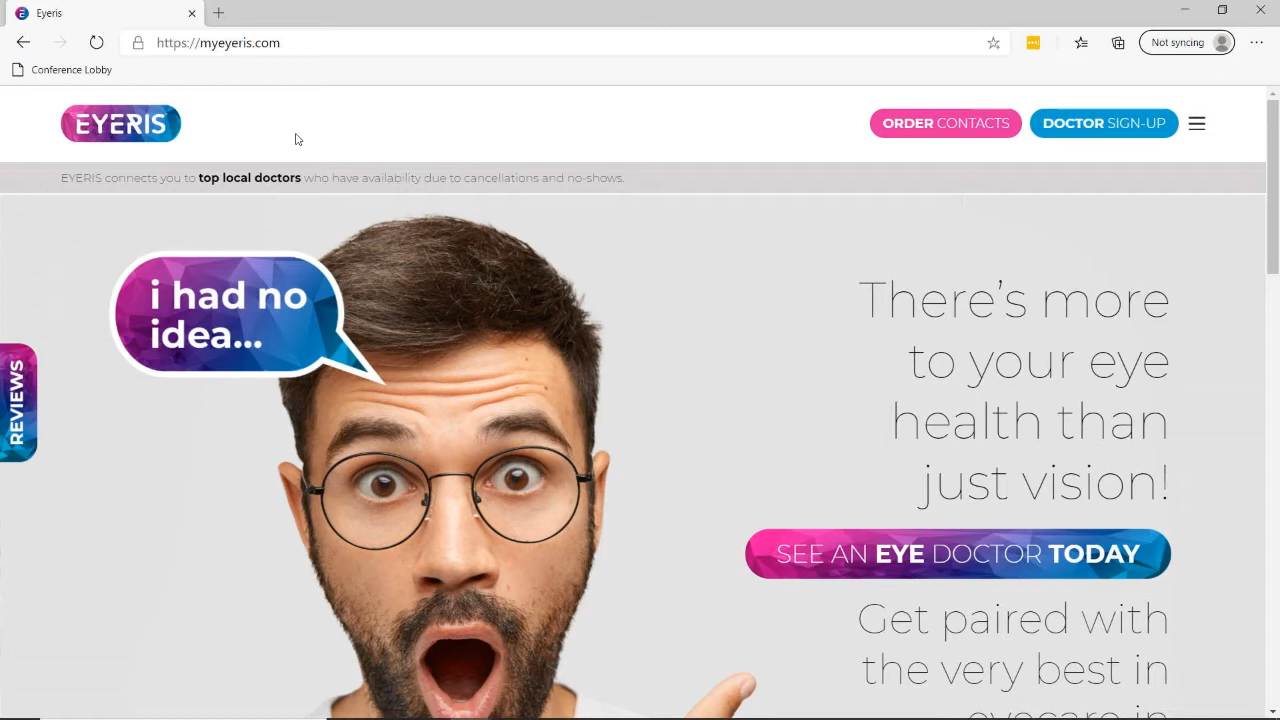 Eyeris
https://myeyeris.com
Not syncing
Conference Lobby
EYERIS
ORDER CONTACTS
DOCTOR SIGN-UP
EYERIS connects you to top local doctors who have availability due to cancellations and no-shows.
i had no
idea...
There's more
to your eye
health than
just vision!
REVIEWS
SEE AN EYE DOCTOR TODAY
Get paired with
the very best in
eyecare in